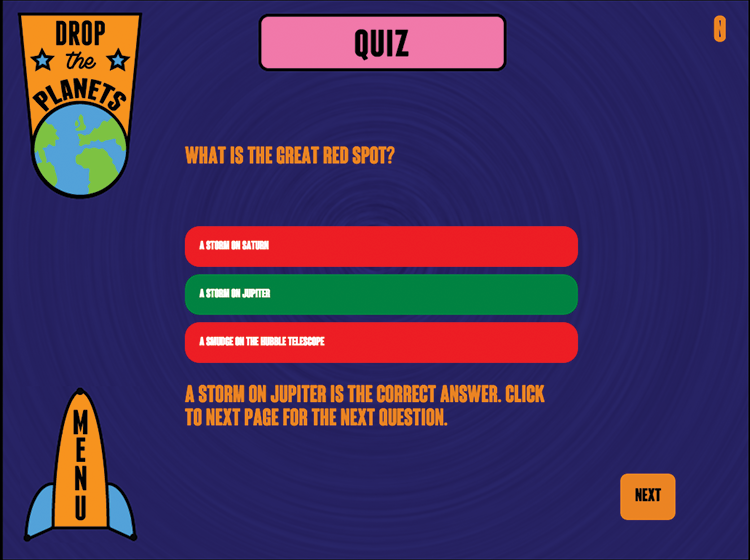 DROP
the
PLANETS
QUIZ
0
WHAT IS THE GREAT RED SPOT?
A STORM ON SATURN
A STORM ON JUPITER
A SMUDGE ON THE HUBBLE TELESCOPE
A STORM ON JUPITER IS THE CORRECT ANSWER. CLICK
TO NEXT PAGE FOR THE NEXT QUESTION.
MENU
NEXT